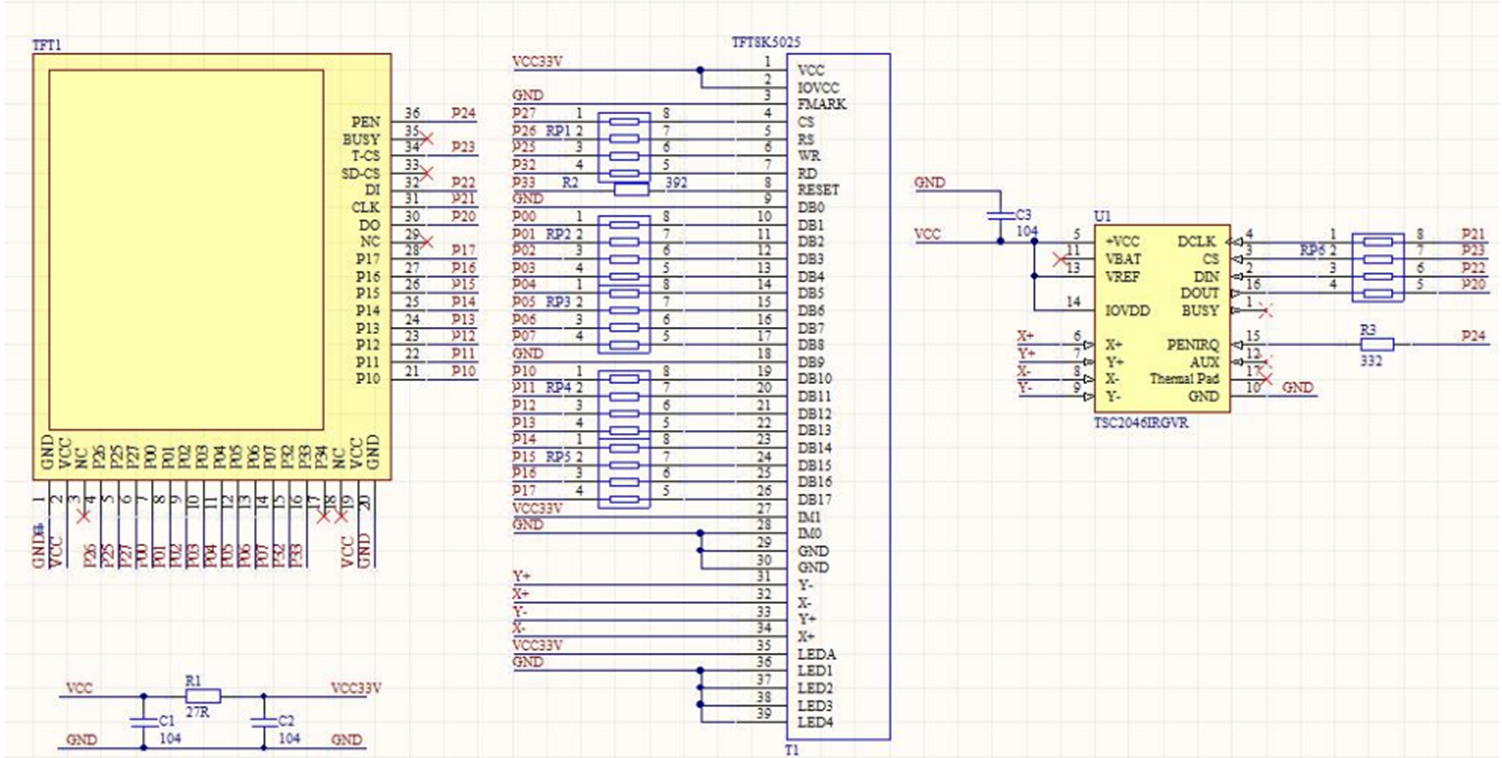 TFT1
PEN 36 P24
BUSY 35
T-CS 34 P23
SD-CS 33
DI 32 P22
CLK 31 P21
DO 30 P20
NC 29
P17 28 P17
P16 27 P16
P15 26 P15
P14 25 P14
P13 24 P13
P12 23 P12
P11 22 P11
P10 21 P10
GND VCC NC P26 P25 P27 P00 P01 P02 P03 P04 P05 P06 P07 P32 P33 P34 NC VCC GND
1 2 3 4 5 6 7 8 9 10 11 12 13 14 15 16 17 18 19 20
GND VCC P26 P25 P27 P00 P01 P02 P03 P04 P05 P06 P07 P32 P33 VCC GND
VCC R1 VCC33V
27R
C1 C2
104 104
GND GND
TFT8K5025
VCC33V 1 VCC
2 IOVCC
GND 3 FMARK
P27 1 8 4 CS
P26 RP1 2 7 5 RS
P25 3 6 6 WR
P32 4 5 7 RD
P33 R2 392 8 RESET
GND 9 DB0
P00 1 8 10 DB1
P01 RP2 2 7 11 DB2
P02 3 6 12 DB3
P03 4 5 13 DB4
P04 1 8 14 DB5
P05 RP3 2 7 15 DB6
P06 3 6 16 DB7
P07 4 5 17 DB8
GND 18 DB9
P10 1 8 19 DB10
P11 RP4 2 7 20 DB11
P12 3 6 21 DB12
P13 4 5 22 DB13
P14 1 8 23 DB14
P15 RP5 2 7 24 DB15
P16 3 6 25 DB16
P17 4 5 26 DB17
VCC33V 27 IM1
GND 28 IM0
29 GND
30 GND
Y+ 31 Y-
X+ 32 X-
Y- 33 Y+
X- 34 X+
VCC33V 35 LEDA
GND 36 LED1
37 LED2
38 LED3
39 LED4
T1
GND
C3
104
VCC
U1
5 +VCC DCLK 4 1 8 P21
11 VBAT CS 3 RP6 2 7 P23
13 VREF DIN 2 3 6 P22
DOUT 16 4 5 P20
14 IOVDD BUSY 1
X+ 6 X+ PENIRQ 15 R3 P24
332
Y+ 7 Y+ AUX 12
X- 8 X- Thermal Pad 17
Y- 9 Y- GND 10 GND
TSC2046IRGVR